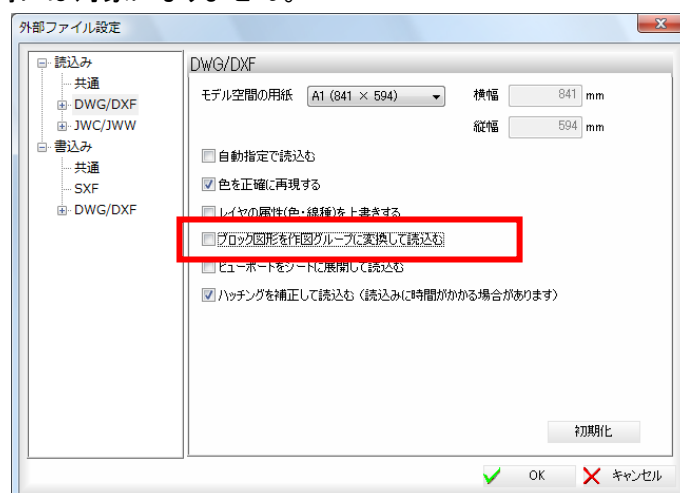 外部ファイル設定
読込み
共通
DWG/DXF
JWC/JWW
書込み
共通
SXF
DWG/DXF
DWG/DXF
モデル空間の用紙 A1 (841 × 594) 横幅 841 mm
縦幅 594 mm
自動指定で読込む
色を正確に再現する
レイヤの属性(色・線種)を上書きする
ブロック図形を作図グループに変換して読込む
ビューポートをシートに展開して読込む
ハッチングを補正して読込む (読込みに時間がかかる場合があります)
初期化
OK キャンセル